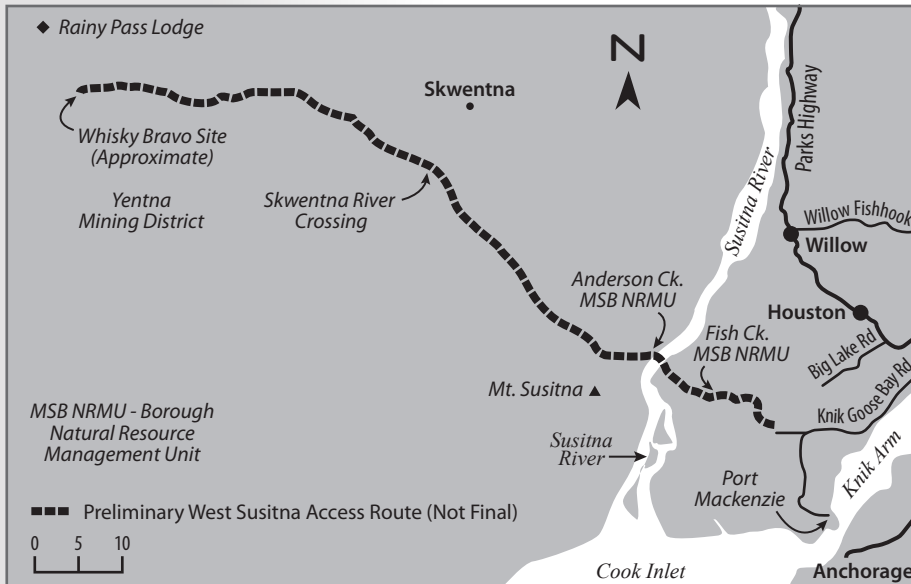 Rainy Pass Lodge
N
Skwentna
Whisky Bravo Site
(Approximate)
Yentna
Mining District
Skwentna River
Crossing
Susitna River
Parks Highway
Willow Fishhook
Willow
Anderson Ck.
MSB NRMU
Houston
Fish Ck.
MSB NRMU
Big Lake Rd
Mt. Susitna
Knik Goose Bay Rd
MSB NRMU - Borough
Natural Resource
Management Unit
Susitna
River
Port
Mackenzie
Knik Arm
Preliminary West Susitna Access Route (Not Final)
0 5 10
Cook Inlet
Anchorage